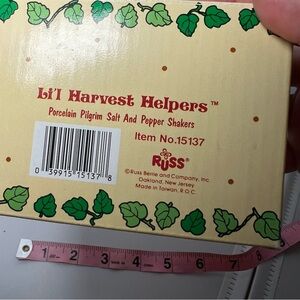 Li'l Harvest Helpers™
Porcelain Pilgrim Salt And Pepper Shakers
Item No.15137
RUSS
©Russ Berrie and Company, Inc.
Oakland, New Jersey
Made in Taiwan, R.O.C.
0 39915 15137 8
1 2 3 4 5 6 7 8